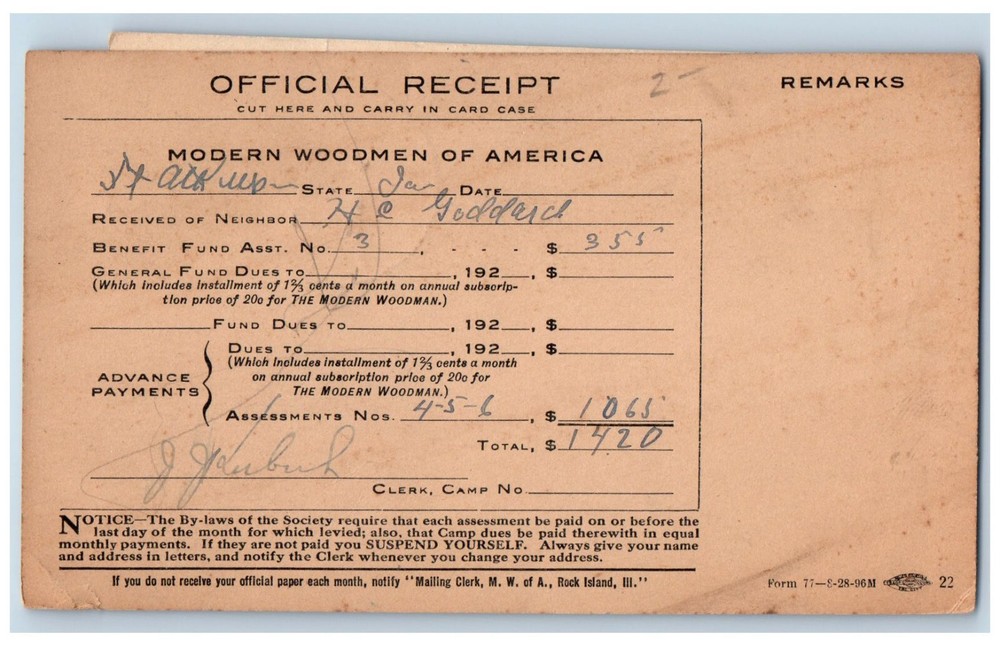 OFFICIAL RECEIPT
CUT HERE AND CARRY IN CARD CASE
2-
REMARKS
MODERN WOODMEN OF AMERICA
Ft Atkinson STATE Ia DATE
RECEIVED OF NEIGHBOR H C Goddard
BENEFIT FUND ASST. NO. 3, - - - $ 355
GENERAL FUND DUES TO , 192 , $
(Which includes installment of 1⅔ cents a month on annual subscrip-
tion price of 20c for THE MODERN WOODMAN.)
FUND DUES TO , 192 , $
ADVANCE PAYMENTS
DUES TO , 192 , $
(Which includes installment of 1⅔ cents a month
on annual subscription price of 20c for
THE MODERN WOODMAN.)
ASSESSMENTS NOS. 4-5-6, $ 1065
TOTAL, $ 1420
CLERK, CAMP NO.
NOTICE—The By-laws of the Society require that each assessment be paid on or before the
last day of the month for which levied; also, that Camp dues be paid therewith in equal
monthly payments. If they are not paid you SUSPEND YOURSELF. Always give your name
and address in letters, and notify the Clerk whenever you change your address.
If you do not receive your official paper each month, notify "Mailing Clerk, M. W. of A., Rock Island, Ill."
Form 77—8-28-96M 22